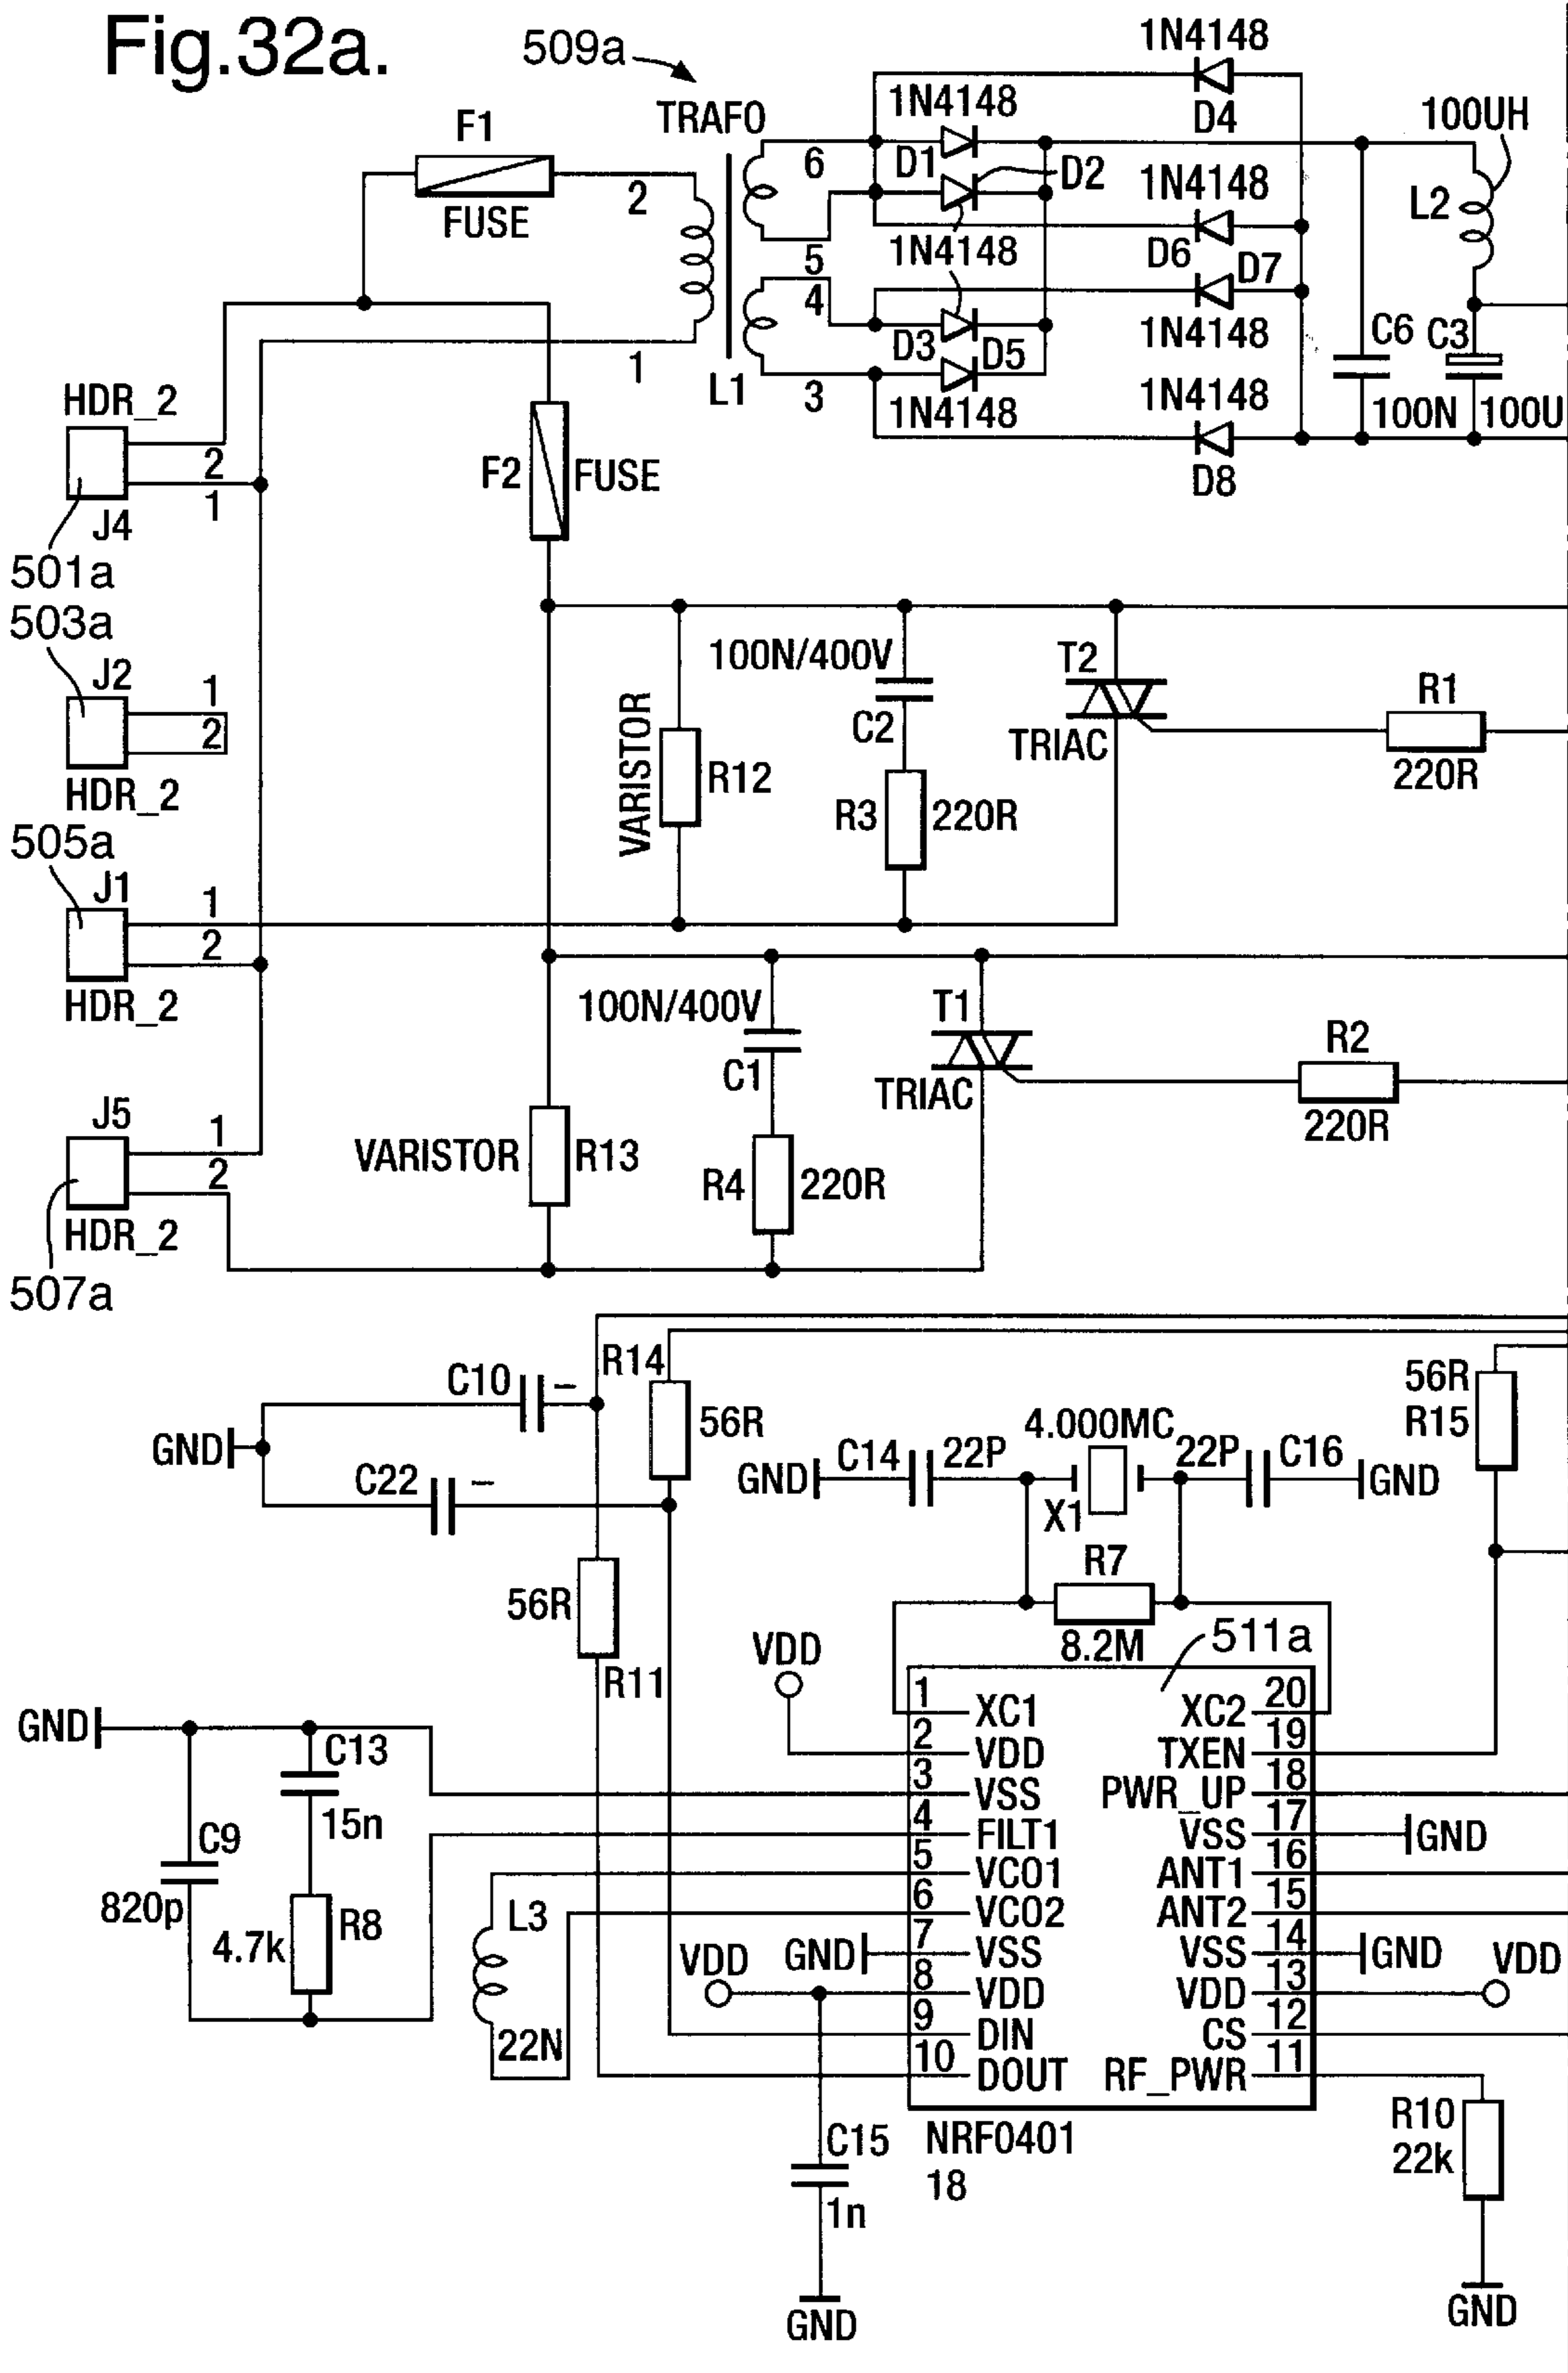 Fig.32a.
509a
1N4148
D4
F1
FUSE
TRAFO
2
1
L1
6
5
4
3
1N4148
D1
D2
1N4148
1N4148
D6
D7
1N4148
D3
D5
1N4148
1N4148
D8
100UH
L2
C6
C3
100N
100U
HDR_2
2
1
J4
501a
F2
FUSE
503a
J2
1
2
HDR_2
505a
J1
1
2
HDR_2
VARISTOR
R12
100N/400V
C2
R3
220R
T2
TRIAC
R1
220R
100N/400V
C1
R4
220R
T1
TRIAC
R2
220R
J5
1
2
HDR_2
507a
VARISTOR
R13
C10
–
R14
56R
GND
C22
–
56R
R11
GND
C14
22P
4.000MC
X1
22P
C16
GND
R7
8.2M
56R
R15
511a
VDD
GND
C13
15n
C9
820p
4.7k
R8
L3
22N
VDD
GND
1 XC1 XC2 20
2 VDD TXEN 19
3 VSS PWR_UP 18
4 FILT1 VSS 17
GND
5 VCO1 ANT1 16
6 VCO2 ANT2 15
7 VSS VSS 14
GND
8 VDD VDD 13
VDD
9 DIN CS 12
10 DOUT RF_PWR 11
NRF0401
18
C15
1n
GND
R10
22k
GND